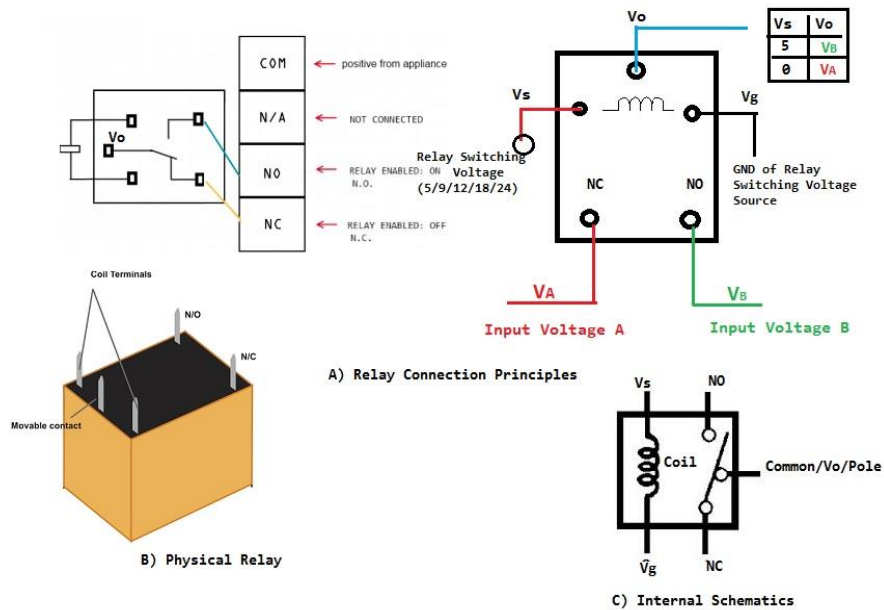 COM
positive from appliance
N/A
NOT CONNECTED
Vo
NO
RELAY ENABLED: ON
N.O.
NC
RELAY ENABLED: OFF
N.C.
Vo
Vs Vo
5 VB
0 VA
Vs
Vg
Relay Switching
Voltage
(5/9/12/18/24)
GND of Relay
Switching Voltage
Source
NC
NO
VA
VB
Input Voltage A
Input Voltage B
A) Relay Connection Principles
Coil Terminals
N/O
N/C
Movable contact
B) Physical Relay
Vs
NO
Coil
Common/Vo/Pole
Vg
NC
C) Internal Schematics